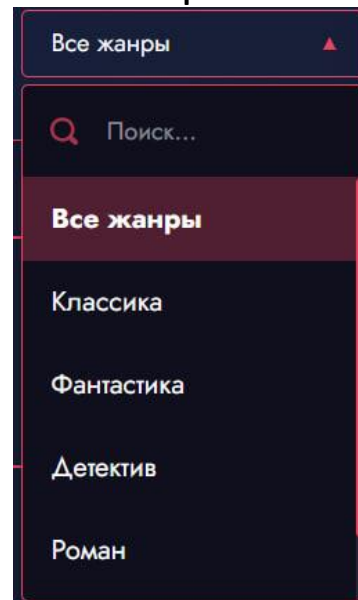 Все жанры
Поиск...
Все жанры
Классика
Фантастика
Детектив
Роман